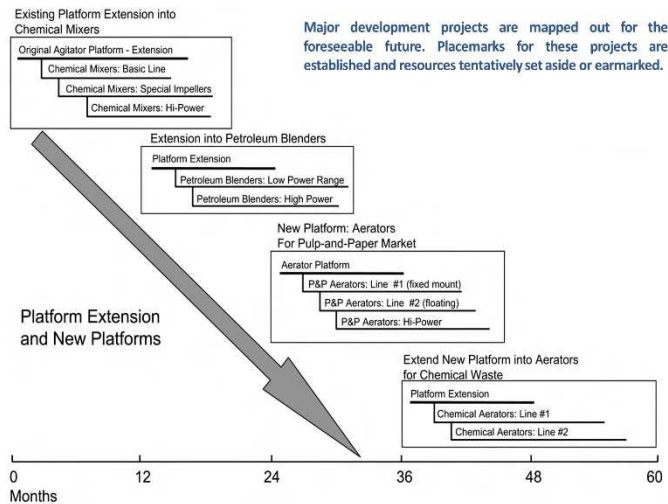 Existing Platform Extension into
Chemical Mixers
Original Agitator Platform - Extension
Chemical Mixers: Basic Line
Chemical Mixers: Special Impellers
Chemical Mixers: Hi-Power
Major development projects are mapped out for the
foreseeable future. Placemarks for these projects are
established and resources tentatively set aside or earmarked.
Extension into Petroleum Blenders
Platform Extension
Petroleum Blenders: Low Power Range
Petroleum Blenders: High Power
New Platform: Aerators
For Pulp-and-Paper Market
Aerator Platform
P&P Aerators: Line #1 (fixed mount)
P&P Aerators: Line #2 (floating)
P&P Aerators: Hi-Power
Platform Extension
and New Platforms
Extend New Platform into Aerators
for Chemical Waste
Platform Extension
Chemical Aerators: Line #1
Chemical Aerators: Line #2
0 12 24 36 48 60
Months